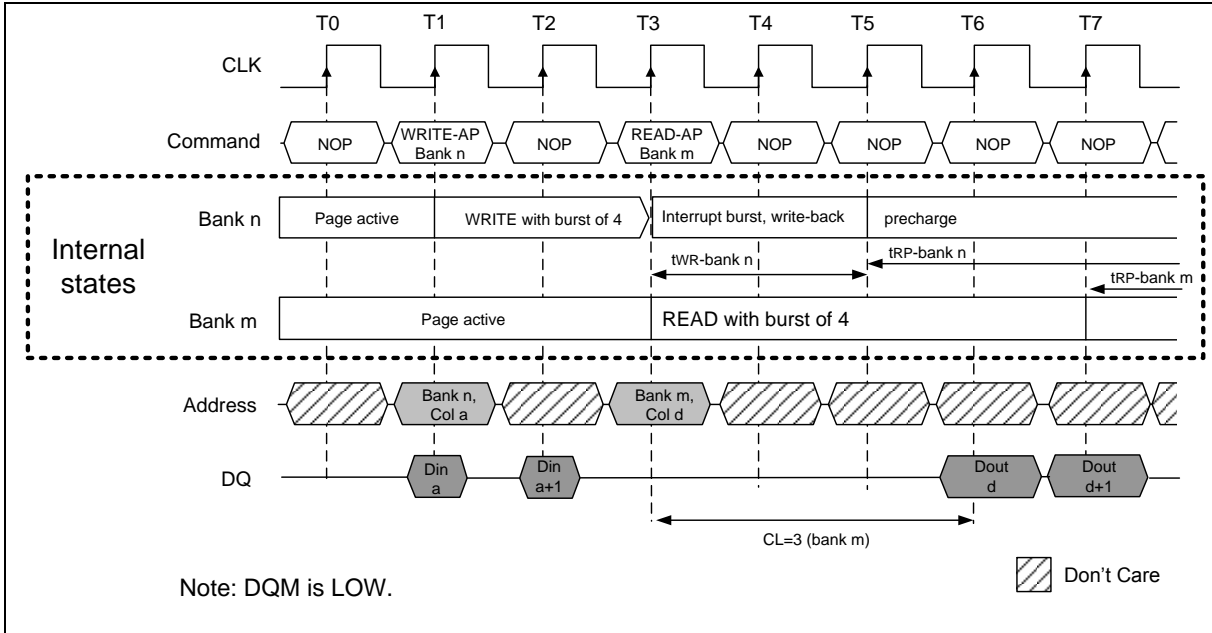 T0 T1 T2 T3 T4 T5 T6 T7
CLK
Command NOP WRITE-AP Bank n NOP READ-AP Bank m NOP NOP NOP NOP
Internal states
Bank n Page active WRITE with burst of 4 Interrupt burst, write-back precharge
tWR-bank n tRP-bank n
tRP-bank m
Bank m Page active READ with burst of 4
Address Bank n, Col a Bank m, Col d
DQ Din a Din a+1 Dout d Dout d+1
CL=3 (bank m)
Note: DQM is LOW. Don't Care